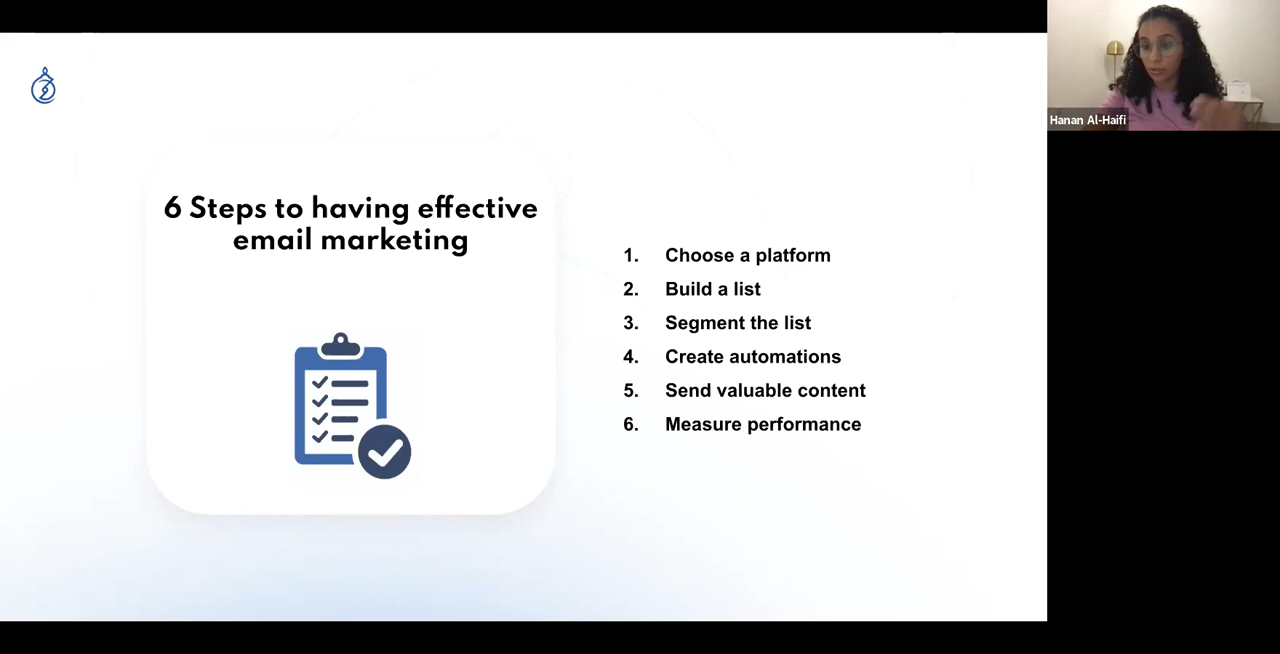 6 Steps to having effective
email marketing
1. Choose a platform
2. Build a list
3. Segment the list
4. Create automations
5. Send valuable content
6. Measure performance
Hanan Al-Haifi